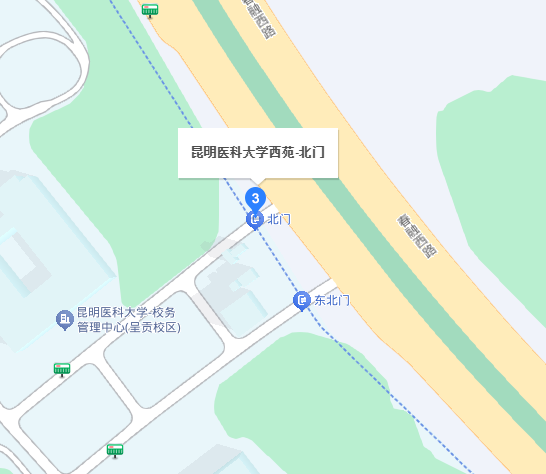 春融西路
昆明医科大学西苑-北门
3
北门
春融西路
东北门
昆明医科大学-校务
管理中心(呈贡校区)